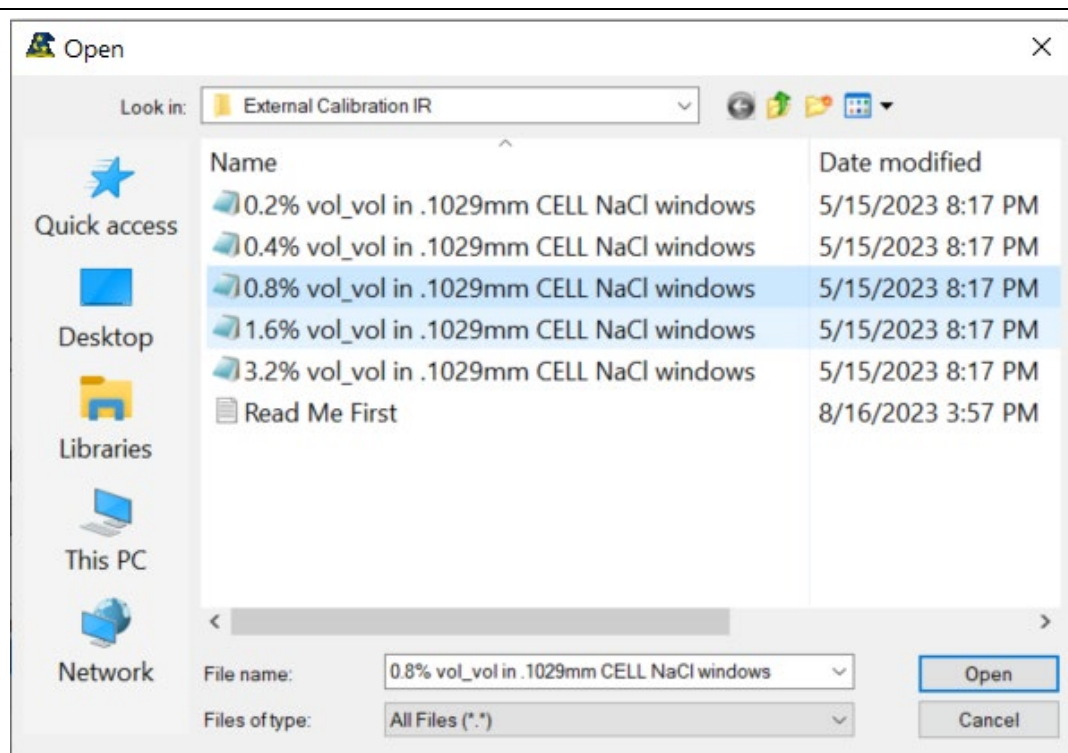 Open
Look in: External Calibration IR
Name Date modified
0.2% vol_vol in .1029mm CELL NaCl windows 5/15/2023 8:17 PM
0.4% vol_vol in .1029mm CELL NaCl windows 5/15/2023 8:17 PM
0.8% vol_vol in .1029mm CELL NaCl windows 5/15/2023 8:17 PM
1.6% vol_vol in .1029mm CELL NaCl windows 5/15/2023 8:17 PM
3.2% vol_vol in .1029mm CELL NaCl windows 5/15/2023 8:17 PM
Read Me First 8/16/2023 3:57 PM
Quick access
Desktop
Libraries
This PC
Network
File name: 0.8% vol_vol in .1029mm CELL NaCl windows Open
Files of type: All Files (*.*) Cancel